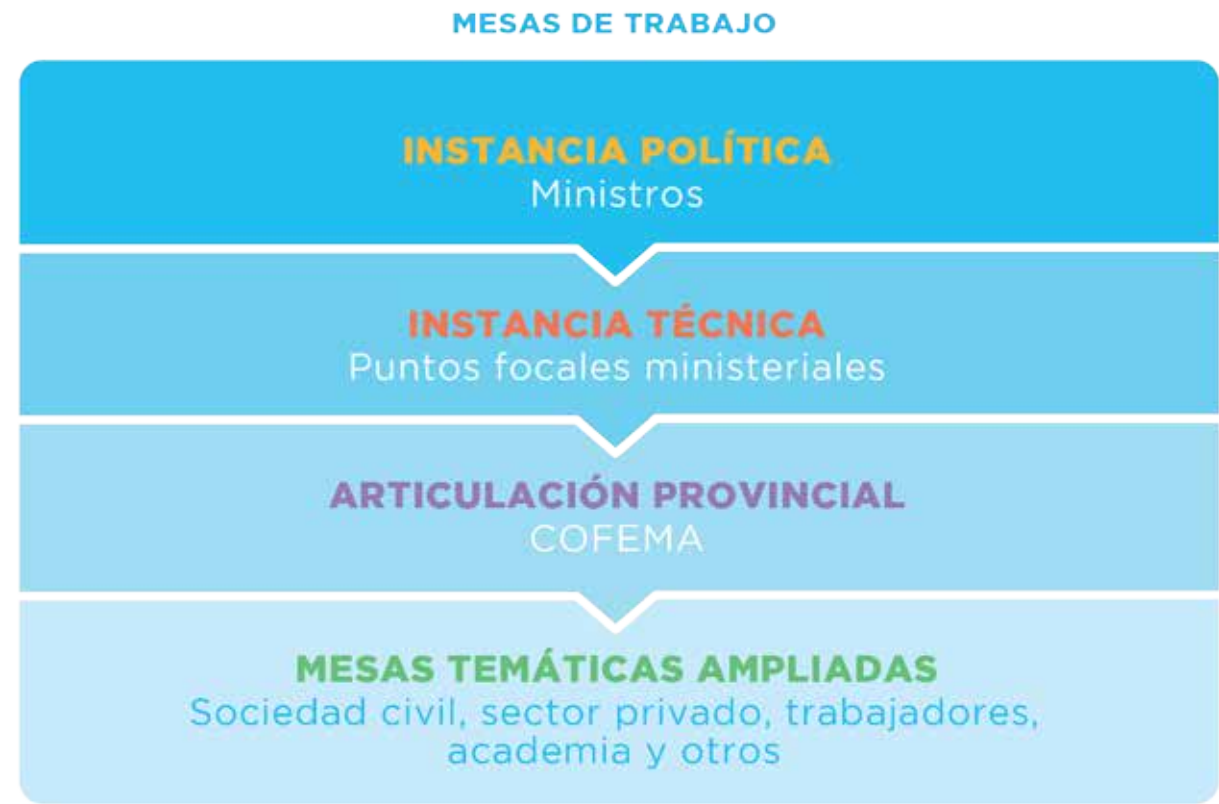 MESAS DE TRABAJO
INSTANCIA POLÍTICA
Ministros
INSTANCIA TÉCNICA
Puntos focales ministeriales
ARTICULACIÓN PROVINCIAL
COFEMA
MESAS TEMÁTICAS AMPLIADAS
Sociedad civil, sector privado, trabajadores,
academia y otros